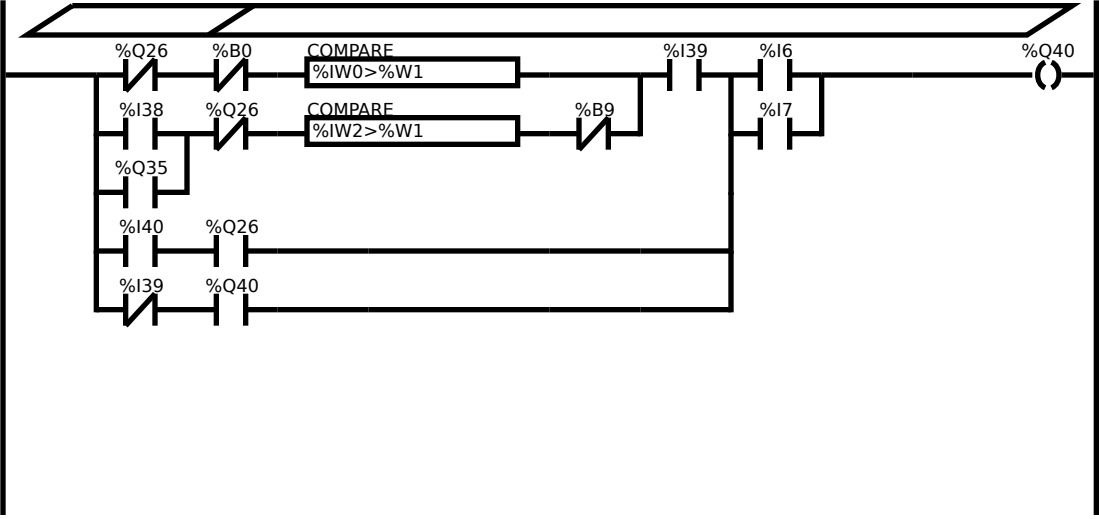 %Q26 %B0 COMPARE %I39 %I6 %Q40
%IW0>%W1
%I38 %Q26 COMPARE %B9 %I7
%IW2>%W1
%Q35
%I40 %Q26
%I39 %Q40